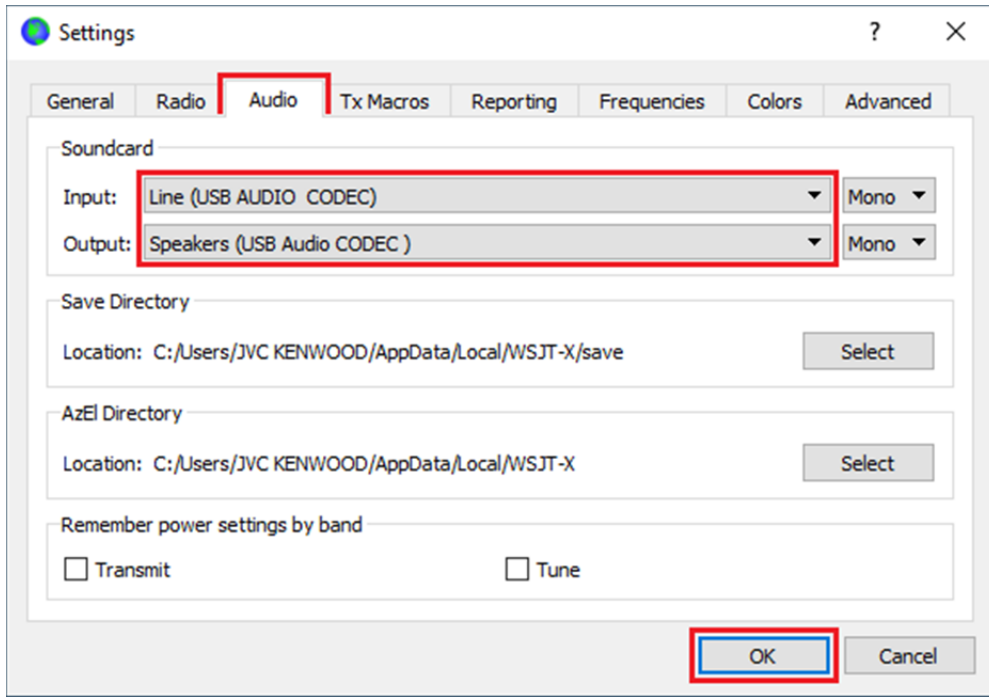 Settings ?
General Radio Audio Tx Macros Reporting Frequencies Colors Advanced
Soundcard
Input: Line (USB AUDIO  CODEC) Mono
Output: Speakers (USB Audio CODEC ) Mono
Save Directory
Location: C:/Users/JVC KENWOOD/AppData/Local/WSJT-X/save Select
AzEl Directory
Location: C:/Users/JVC KENWOOD/AppData/Local/WSJT-X Select
Remember power settings by band
Transmit Tune
OK Cancel